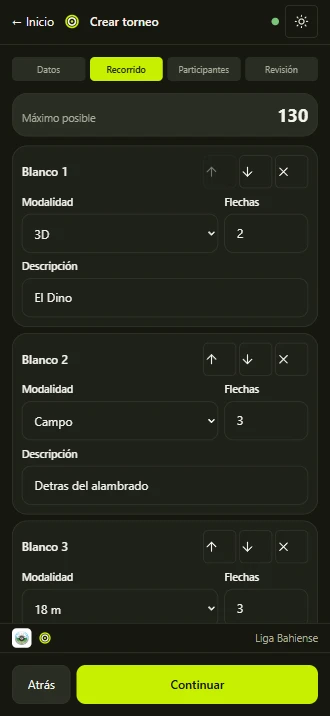 ← Inicio Crear torneo
Datos Recorrido Participantes Revisión
Máximo posible 130
Blanco 1 ↑ ↓ ×
Modalidad Flechas
3D 2
Descripción
El Dino
Blanco 2 ↑ ↓ ×
Modalidad Flechas
Campo 3
Descripción
Detras del alambrado
Blanco 3 ↑ ↓ ×
Modalidad Flechas
18 m 3
Liga Bahiense
Atrás Continuar